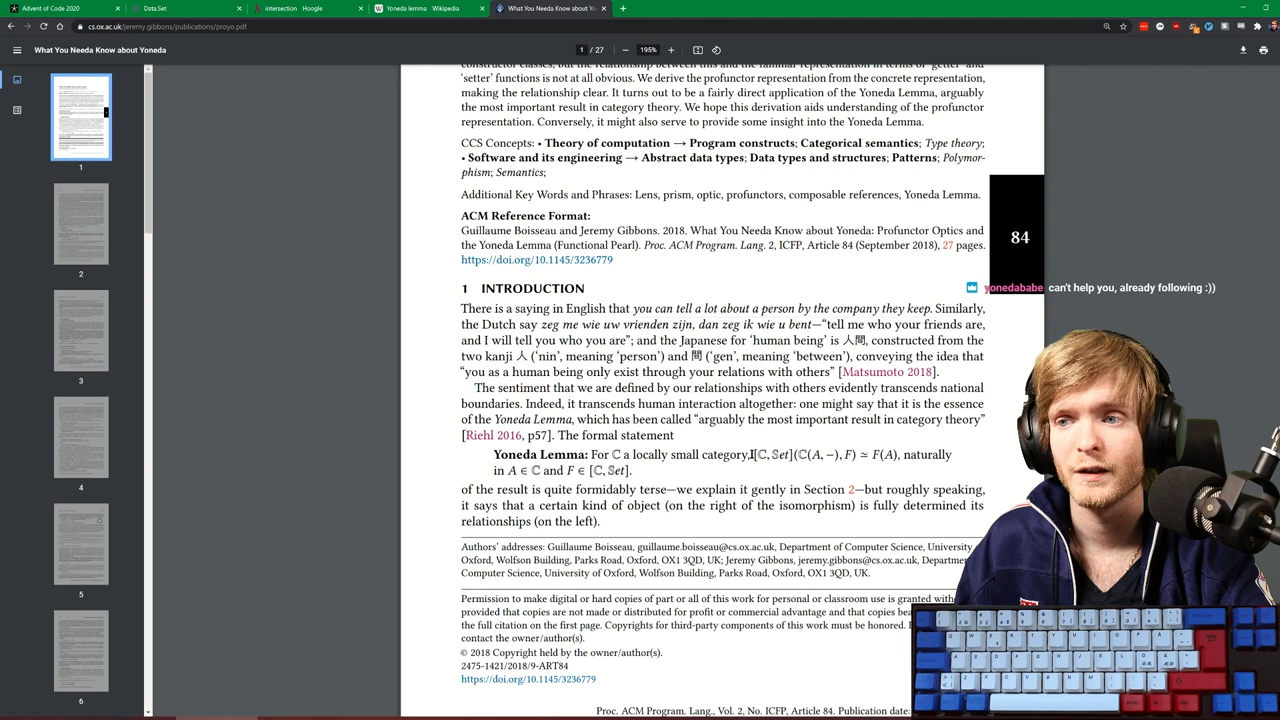 Advent of Code 2020
Data.Set
intersection - Hoogle
Yoneda lemma - Wikipedia
What You Needa Know about Yo
cs.ox.ac.uk/jeremy.gibbons/publications/proyo.pdf
What You Needa Know about Yoneda
1 / 27
195%
'setter' functions is not at all obvious. We derive the profunctor representation from the concrete representation,
making the relationship clear. It turns out to be a fairly direct application of the Yoneda Lemma, arguably
the most important result in category theory. We hope this derivation aids understanding of the profunctor
representation. Conversely, it might also serve to provide some insight into the Yoneda Lemma.
CCS Concepts: • Theory of computation → Program constructs; Categorical semantics; Type theory;
• Software and its engineering → Abstract data types; Data types and structures; Patterns; Polymor-
phism; Semantics;
Additional Key Words and Phrases: Lens, prism, optic, profunctors, composable references, Yoneda Lemma.
ACM Reference Format:
Guillaume Boisseau and Jeremy Gibbons. 2018. What You Needa Know about Yoneda: Profunctor Optics and
the Yoneda Lemma (Functional Pearl). Proc. ACM Program. Lang. 2, ICFP, Article 84 (September 2018), 27 pages.
https://doi.org/10.1145/3236779
84
1 INTRODUCTION
yonedababe can't help you, already following :))
There is a saying in English that you can tell a lot about a person by the company they keep. Similarly,
the Dutch say zeg me wie uw vrienden zijn, dan zeg ik wie u bent—“tell me who your friends are,
and I will tell you who you are”; and the Japanese for ‘human being’ is 人間, constructed from the
two kanji 人 (‘nin’, meaning ‘person’) and 間 (‘gen’, meaning ‘between’), conveying the idea that
“you as a human being only exist through your relations with others” [Matsumoto 2018].
The sentiment that we are defined by our relationships with others evidently transcends national
boundaries. Indeed, it transcends human interaction altogether: one might say that it is the essence
of the Yoneda Lemma, which has been called “arguably the most important result in category theory”
[Riehl 2016, p57]. The formal statement
Yoneda Lemma: For ℂ a locally small category, [ℂ, 𝕊et](ℂ(A, −), F) ≃ F(A), naturally
in A ∈ ℂ and F ∈ [ℂ, 𝕊et].
of the result is quite formidably terse—we explain it gently in Section 2—but roughly speaking,
it says that a certain kind of object (on the right of the isomorphism) is fully determined its
relationships (on the left).
Authors' addresses: Guillaume Boisseau, guillaume.boisseau@cs.ox.ac.uk, Department of Computer Science, University
Oxford, Wolfson Building, Parks Road, Oxford, OX1 3QD, UK; Jeremy Gibbons, jeremy.gibbons@cs.ox.ac.uk, Department
Computer Science, University of Oxford, Wolfson Building, Parks Road, Oxford, OX1 3QD, UK.
Permission to make digital or hard copies of part or all of this work for personal or classroom use is granted
provided that copies are not made or distributed for profit or commercial advantage and that copies
the full citation on the first page. Copyrights for third-party components of this work must be honored.
contact the owner/author(s).
© 2018 Copyright held by the owner/author(s).
2475-1421/2018/9-ART84
https://doi.org/10.1145/3236779
Proc. ACM Program. Lang., Vol. 2, No. ICFP, Article 84. Publication date:
1
2
3
4
5
6